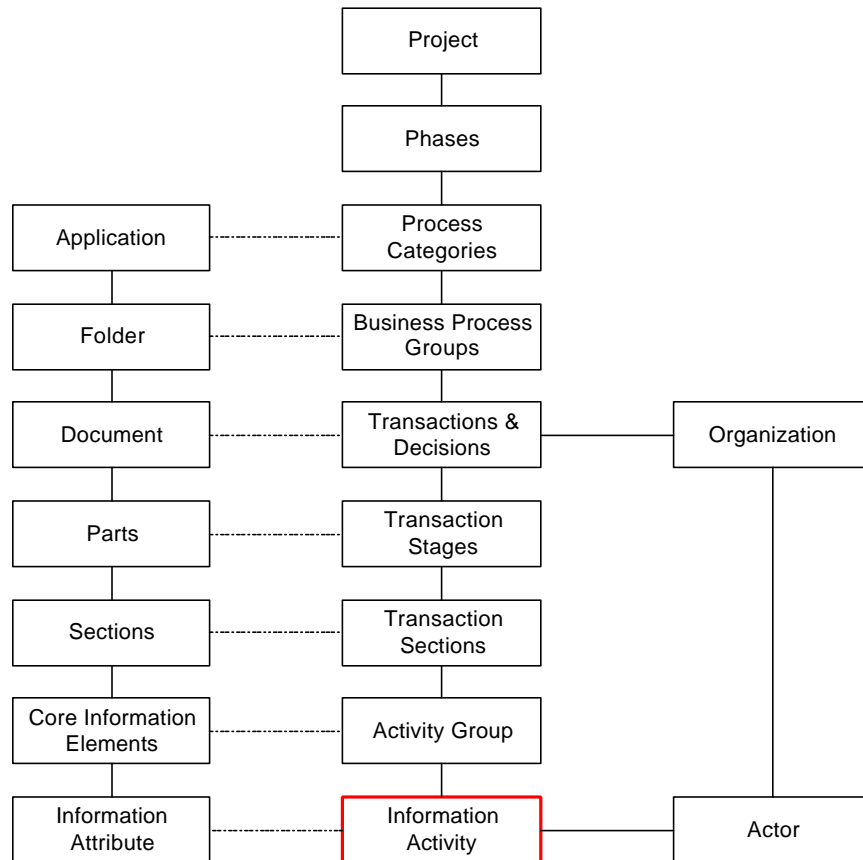 Project
Phases
Application
Process
Categories
Folder
Business Process
Groups
Document
Transactions &
Decisions
Organization
Parts
Transaction
Stages
Sections
Transaction
Sections
Core Information
Elements
Activity Group
Information
Attribute
Information
Activity
Actor